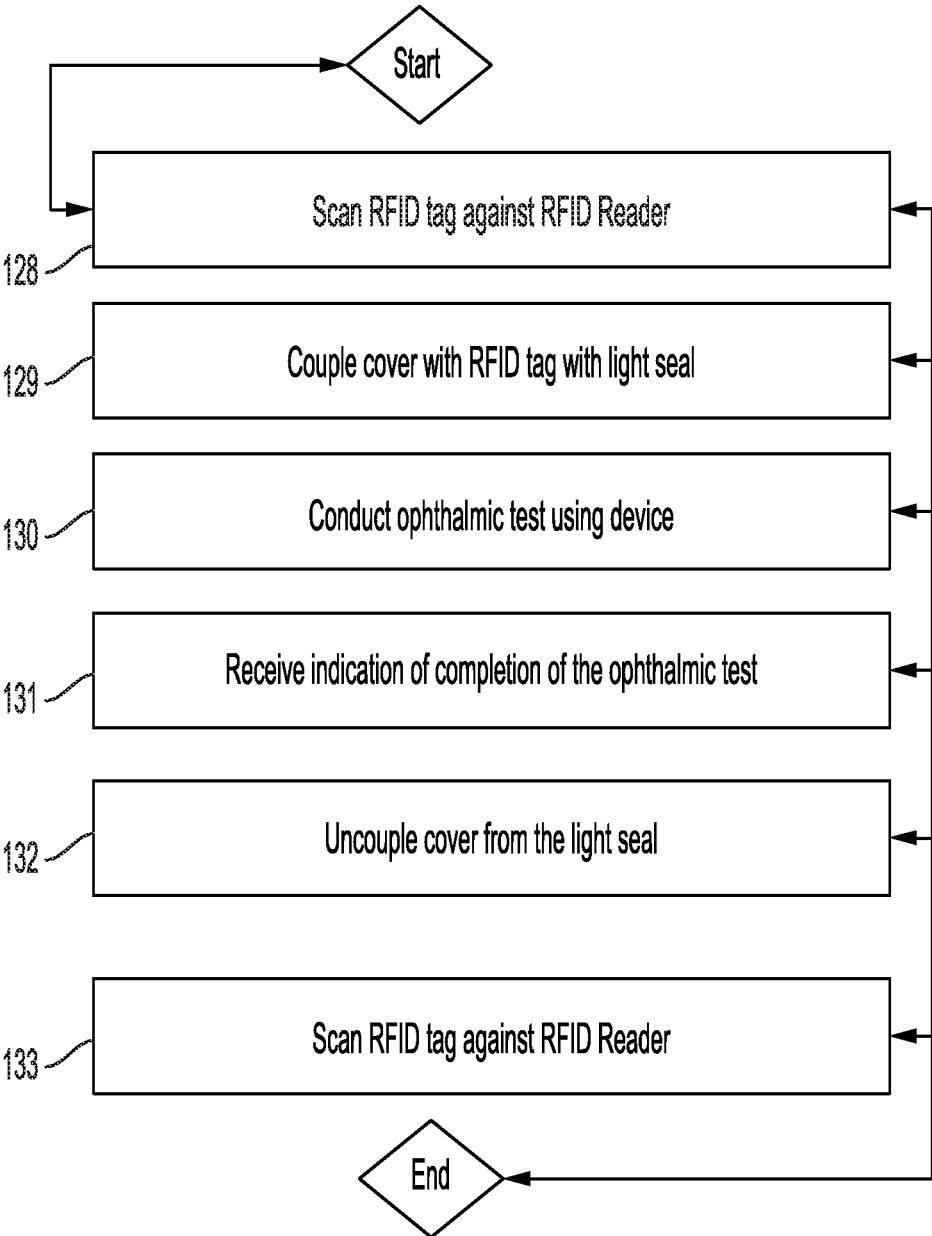 Start
Scan RFID tag against RFID Reader
128
Couple cover with RFID tag with light seal
129
Conduct ophthalmic test using device
130
Receive indication of completion of the ophthalmic test
131
Uncouple cover from the light seal
132
Scan RFID tag against RFID Reader
133
End